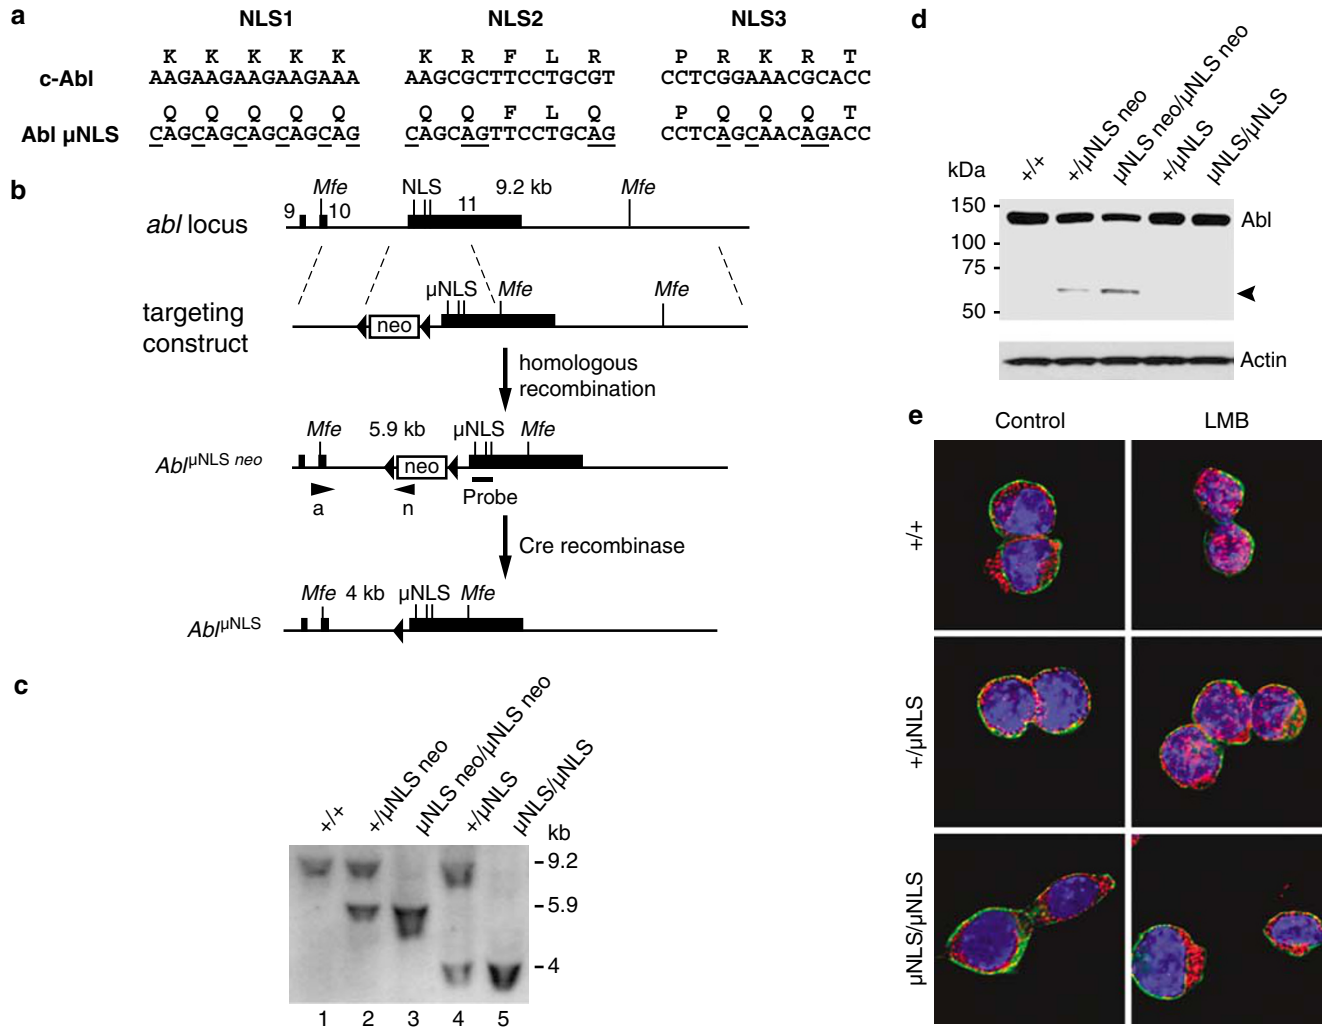 a
NLS1 NLS2 NLS3
K K K K K K R F L R P R K R T
c-Abl AAGAAGAAGAAGAAA AAGCGCTTCCTGCGT CCTCGGAAACGCACC
Q Q Q Q Q Q Q F L Q P Q Q Q T
Abl µNLS CAGCAGCAGCAGCAG CAGCAGTTCCTGCAG CCTCAGCAACAGACC
b
Mfe NLS 9.2 kb Mfe
9 10 11
abl locus
µNLS Mfe Mfe
targeting
construct
neo
homologous
recombination
Mfe 5.9 kb µNLS Mfe
AblµNLS neo
neo
a n Probe
Cre recombinase
Mfe 4 kb µNLS Mfe
AblµNLS
c
+/+
+/µNLS neo
µNLS neo/µNLS neo
+/µNLS
µNLS/µNLS
kb
-9.2
-5.9
-4
1 2 3 4 5
d
+/+
+/µNLS neo
µNLS neo/µNLS neo
+/µNLS
µNLS/µNLS
kDa
150
100
75
50
Abl
Actin
e
Control LMB
+/+
+/µNLS
µNLS/µNLS